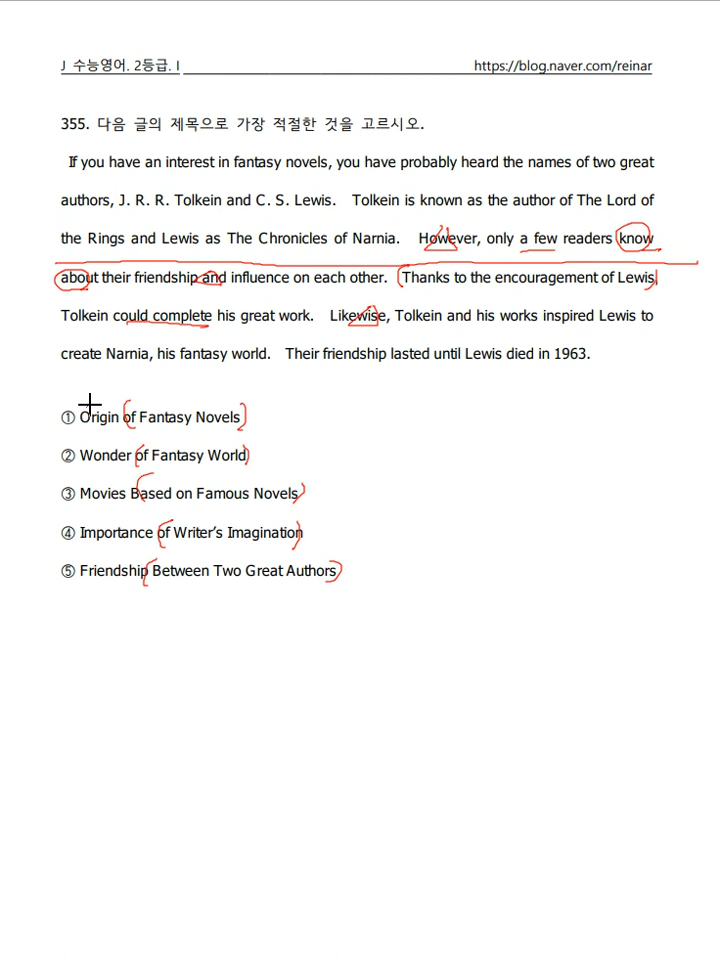 J 수능영어. 2등급. I https://blog.naver.com/reinar
355. 다음 글의 제목으로 가장 적절한 것을 고르시오.
If you have an interest in fantasy novels, you have probably heard the names of two great
authors, J. R. R. Tolkein and C. S. Lewis. Tolkein is known as the author of The Lord of
the Rings and Lewis as The Chronicles of Narnia. However, only a few readers know
about their friendship and influence on each other. Thanks to the encouragement of Lewis,
Tolkein could complete his great work. Likewise, Tolkein and his works inspired Lewis to
create Narnia, his fantasy world. Their friendship lasted until Lewis died in 1963.
① Origin of Fantasy Novels
② Wonder of Fantasy World
③ Movies Based on Famous Novels
④ Importance of Writer's Imagination
⑤ Friendship Between Two Great Authors